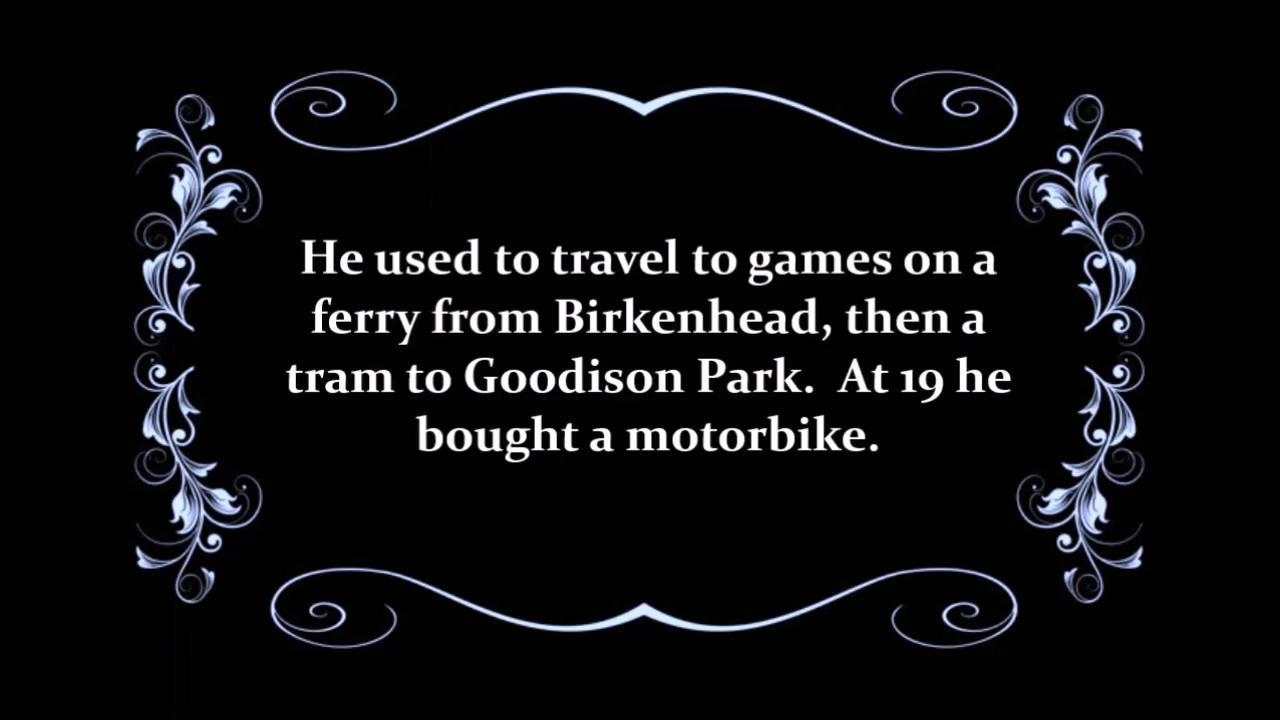 He used to travel to games on a
ferry from Birkenhead, then a
tram to Goodison Park.  At 19 he
bought a motorbike.